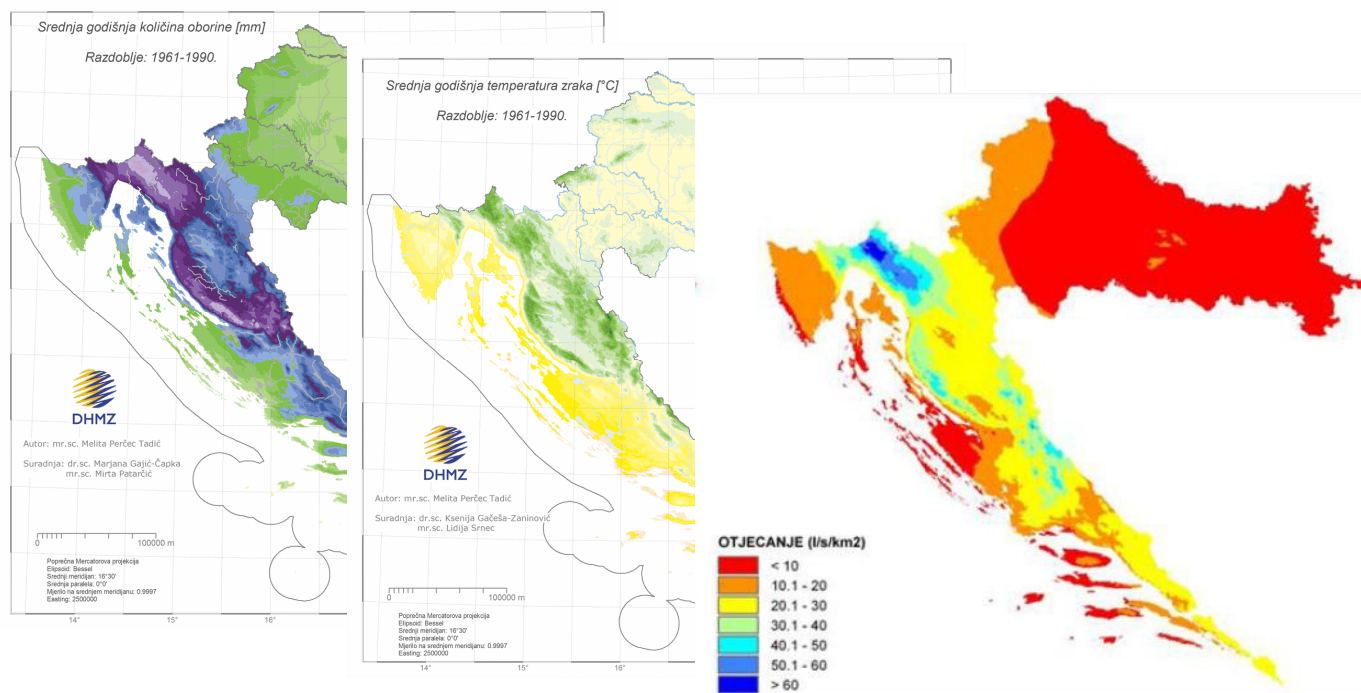 Srednja godišnja količina oborine [mm]
Razdoblje: 1961-1990.
DHMZ
Autor: mr.sc. Melita Perčec Tadić
Suradnja: dr.sc. Marjana Gajić-Čapka
mr.sc. Mirta Patarčić
0 100000 m
Poprečna Mercatorova projekcija
Elipsoid: Bessel
Srednji meridijan: 16°30'
Srednja paralela: 0°0'
Mjerilo na srednjem meridijanu: 0.9997
Easting: 2500000
14° 15° 16°
Srednja godišnja temperatura zraka [°C]
Razdoblje: 1961-1990.
DHMZ
Autor: mr.sc. Melita Perčec Tadić
Suradnja: dr.sc. Ksenija Gačeša-Zaninović
mr.sc. Lidija Srnec
0 100000 m
Poprečna Mercatorova projekcija
Elipsoid: Bessel
Srednji meridijan: 16°30'
Srednja paralela: 0°0'
Mjerilo na srednjem meridijanu: 0.9997
Easting: 2500000
14° 15° 16°
OTJECANJE (l/s/km2)
< 10
10.1 - 20
20.1 - 30
30.1 - 40
40.1 - 50
50.1 - 60
> 60